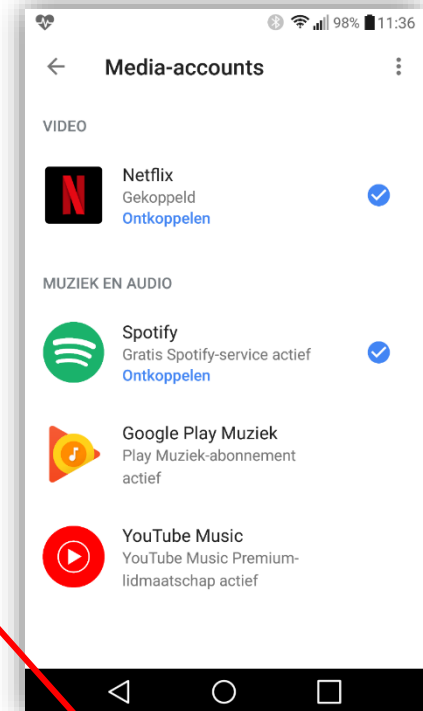 98% 11:36
Media-accounts
VIDEO
Netflix
Gekoppeld
Ontkoppelen
MUZIEK EN AUDIO
Spotify
Gratis Spotify-service actief
Ontkoppelen
Google Play Muziek
Play Muziek-abonnement
actief
YouTube Music
YouTube Music Premium-
lidmaatschap actief